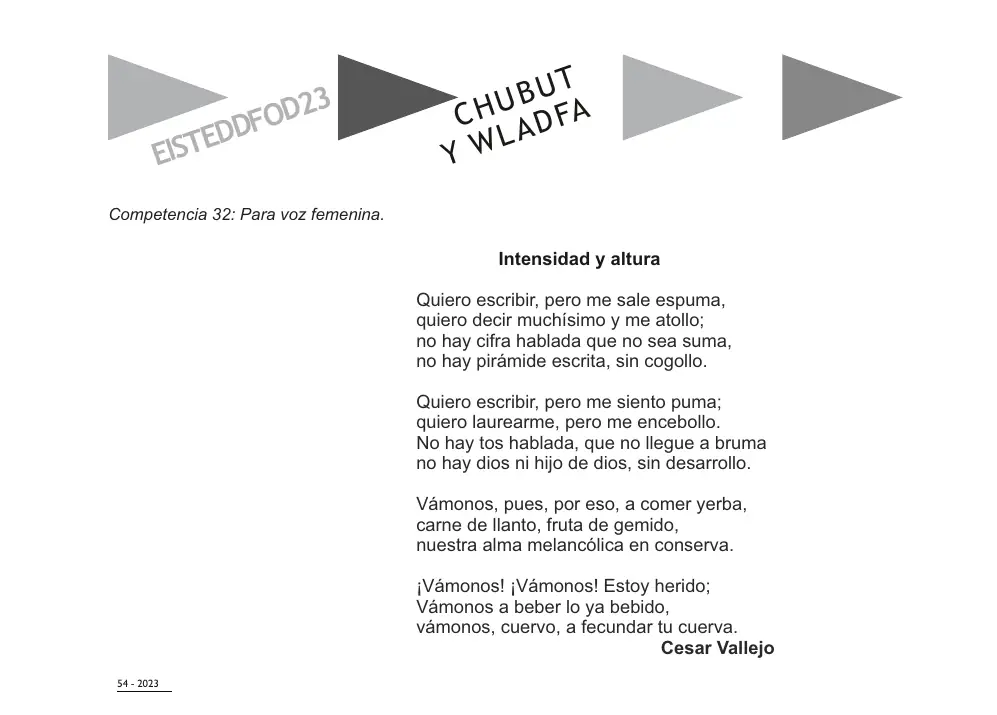 EISTEDDFOD23
CHUBUT
Y WLADFA
Competencia 32: Para voz femenina.
Intensidad y altura
Quiero escribir, pero me sale espuma,
quiero decir muchísimo y me atollo;
no hay cifra hablada que no sea suma,
no hay pirámide escrita, sin cogollo.
Quiero escribir, pero me siento puma;
quiero laurearme, pero me encebollo.
No hay tos hablada, que no llegue a bruma
no hay dios ni hijo de dios, sin desarrollo.
Vámonos, pues, por eso, a comer yerba,
carne de llanto, fruta de gemido,
nuestra alma melancólica en conserva.
¡Vámonos! ¡Vámonos! Estoy herido;
Vámonos a beber lo ya bebido,
vámonos, cuervo, a fecundar tu cuerva.
Cesar Vallejo
54 - 2023